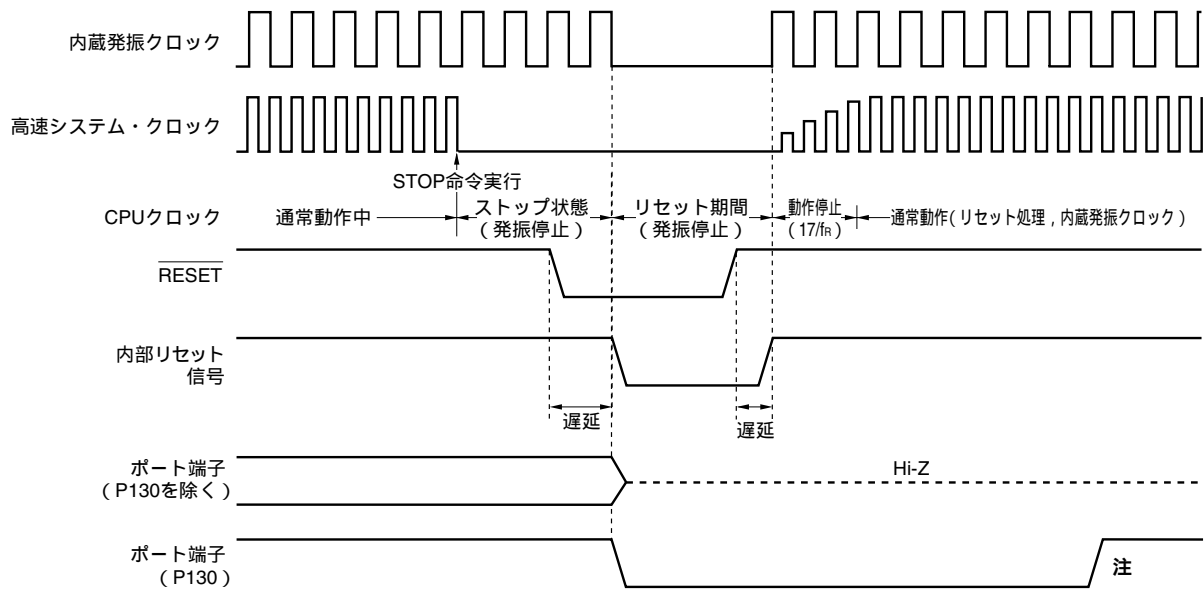 内蔵発振クロック
高速システム・クロック
STOP命令実行
CPUクロック
通常動作中
ストップ状態
(発振停止)
リセット期間
(発振停止)
動作停止
(17/fR)
通常動作(リセット処理,内蔵発振クロック)
RESET
内部リセット
信号
遅延
遅延
ポート端子
(P130を除く)
Hi-Z
ポート端子
(P130)
注